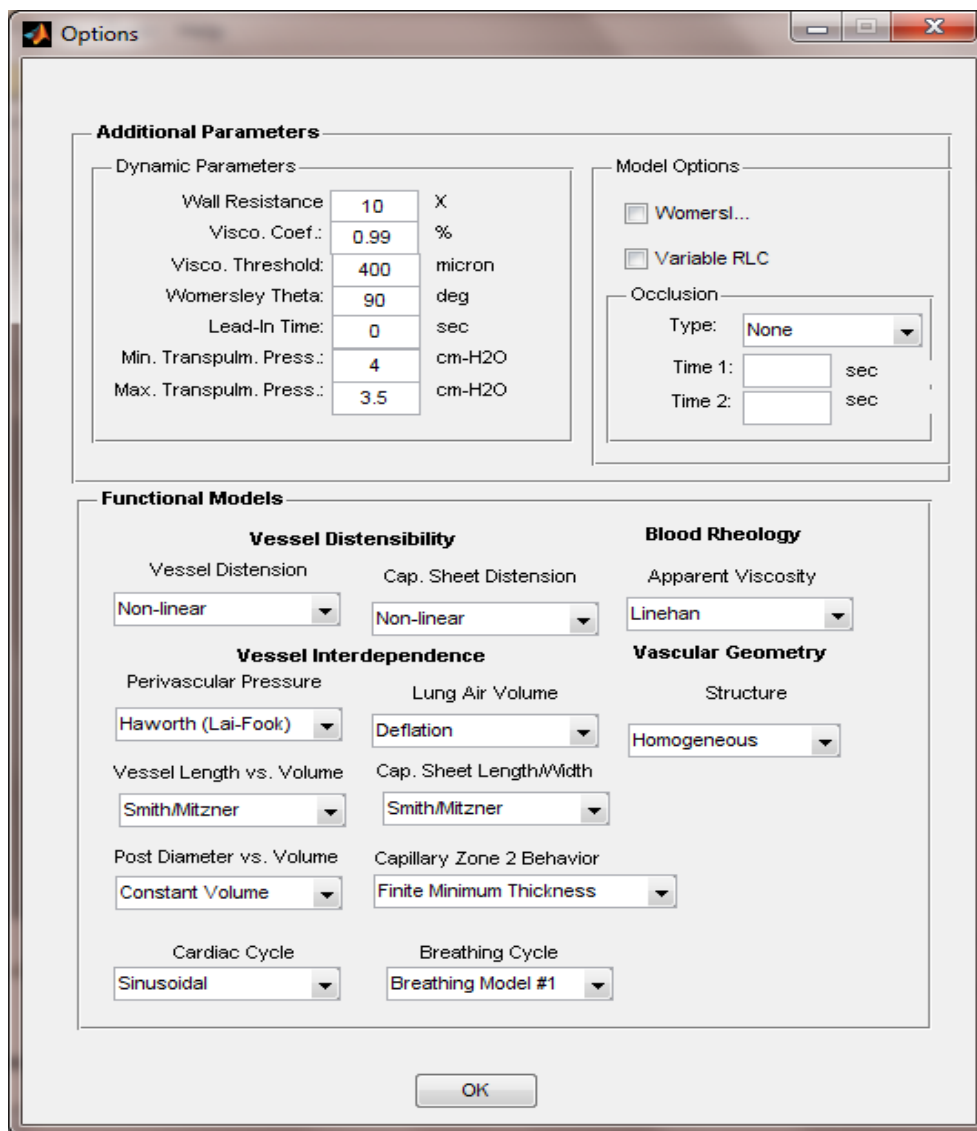 Options
Additional Parameters
Dynamic Parameters
Wall Resistance 10 X
Visco. Coef.: 0.99 %
Visco. Threshold: 400 micron
Womersley Theta: 90 deg
Lead-In Time: 0 sec
Min. Transpulm. Press.: 4 cm-H2O
Max. Transpulm. Press.: 3.5 cm-H2O
Model Options
Womersl...
Variable RLC
Occlusion
Type: None
Time 1: sec
Time 2: sec
Functional Models
Vessel Distensibility
Blood Rheology
Vessel Distension
Cap. Sheet Distension
Apparent Viscosity
Non-linear
Non-linear
Linehan
Vessel Interdependence
Vascular Geometry
Perivascular Pressure
Lung Air Volume
Structure
Haworth (Lai-Fook)
Deflation
Homogeneous
Vessel Length vs. Volume
Cap. Sheet Length/Width
Smith/Mitzner
Smith/Mitzner
Post Diameter vs. Volume
Capillary Zone 2 Behavior
Constant Volume
Finite Minimum Thickness
Cardiac Cycle
Breathing Cycle
Sinusoidal
Breathing Model #1
OK